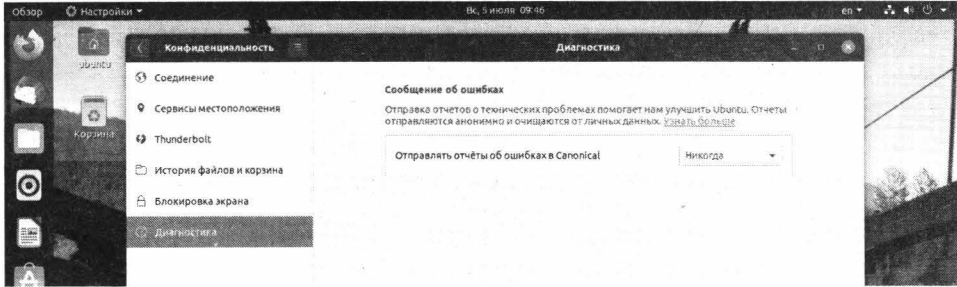 Обзор
Настройки
Вс, 5 июля 09:46
en
ubuntu
Корзина
Конфиденциальность
Диагностика
Соединение
Сервисы местоположения
Thunderbolt
История файлов и корзина
Блокировка экрана
Диагностика
Сообщение об ошибках
Отправка отчетов о технических проблемах помогает нам улучшить Ubuntu. Отчеты
отправляются анонимно и очищаются от личных данных. Узнать больше
Отправлять отчёты об ошибках в Canonical
Никогда